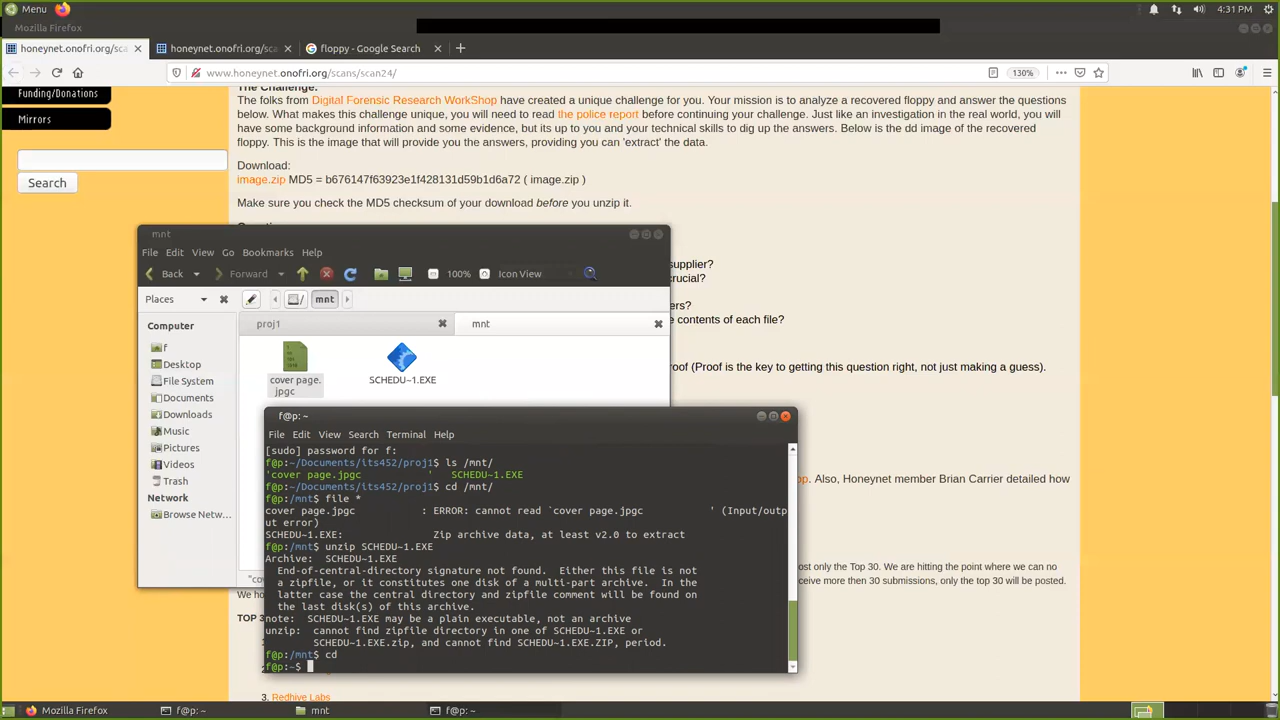 Menu
4:31 PM
Mozilla Firefox
honeynet.onofri.org/sca
honeynet.onofri.org/sca
floppy - Google Search
www.honeynet.onofri.org/scans/scan24/
130%
Funding/Donations
Mirrors
Search
The Challenge:
The folks from Digital Forensic Research WorkShop have created a unique challenge for you. Your mission is to analyze a recovered floppy and answer the questions
below. What makes this challenge unique, you will need to read the police report before continuing your challenge. Just like an investigation in the real world, you will
have some background information and some evidence, but its up to you and your technical skills to dig up the answers. Below is the dd image of the recovered
floppy. This is the image that will provide you the answers, providing you can 'extract' the data.
Download:
image.zip MD5 = b676147f63923e1f428131d59b1d6a72 ( image.zip )
Make sure you check the MD5 checksum of your download before you unzip it.
supplier?
crucial?
ers?
e contents of each file?
oof (Proof is the key to getting this question right, not just making a guess).
op. Also, Honeynet member Brian Carrier detailed how
ost only the Top 30. We are hitting the point where we can no
ceive more then 30 submissions, only the top 30 will be posted.
We ho
TOP 3
3. Redhive Labs
mnt
File Edit View Go Bookmarks Help
Back Forward 100% Icon View
Places / mnt
proj1 mnt
Computer
f
Desktop
File System
Documents
Downloads
Music
Pictures
Videos
Trash
Network
Browse Netw...
cover page.
jpgc
SCHEDU~1.EXE
"co
f@p: ~
File Edit View Search Terminal Help
[sudo] password for f:
f@p:~/Documents/its452/proj1$ ls /mnt/
'cover page.jpgc           '   SCHEDU~1.EXE
f@p:~/Documents/its452/proj1$ cd /mnt/
f@p:/mnt$ file *
cover page.jpgc           : ERROR: cannot read `cover page.jpgc           ' (Input/outp
ut error)
SCHEDU~1.EXE:               Zip archive data, at least v2.0 to extract
f@p:/mnt$ unzip SCHEDU~1.EXE
Archive:  SCHEDU~1.EXE
  End-of-central-directory signature not found.  Either this file is not
  a zipfile, or it constitutes one disk of a multi-part archive.  In the
  latter case the central directory and zipfile comment will be found on
  the last disk(s) of this archive.
note:  SCHEDU~1.EXE may be a plain executable, not an archive
unzip:  cannot find zipfile directory in one of SCHEDU~1.EXE or
        SCHEDU~1.EXE.zip, and cannot find SCHEDU~1.EXE.ZIP, period.
f@p:/mnt$ cd
f@p:~$
Mozilla Firefox
f@p: ~
mnt
f@p: ~